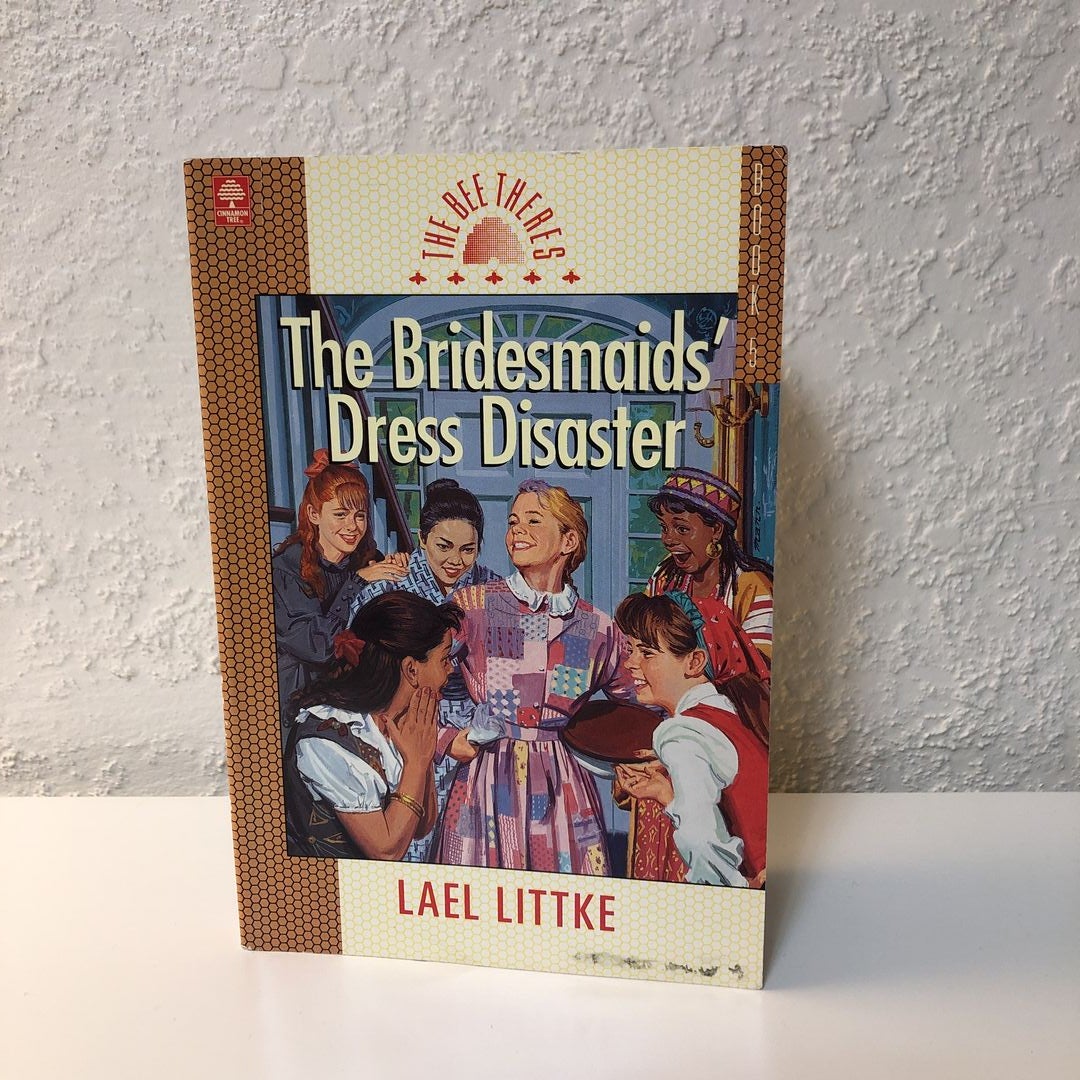 CINNAMON
TREE
THE BEE THERES
BOOK 5
The Bridesmaids'
Dress Disaster
LAEL LITTKE